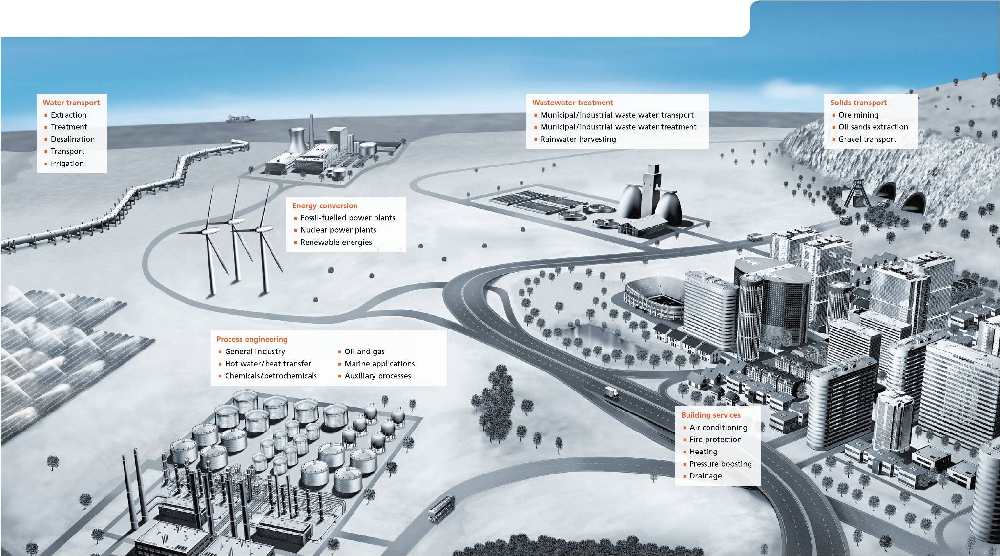 Water transport
Extraction
Treatment
Desalination
Transport
Irrigation
Wastewater treatment
Municipal/industrial waste water transport
Municipal/industrial waste water treatment
Rainwater harvesting
Solids transport
Ore mining
Oil sands extraction
Gravel transport
Energy conversion
Fossil-fuelled power plants
Nuclear power plants
Renewable energies
Process engineering
General industry
Hot water/heat transfer
Chemicals/petrochemicals
Oil and gas
Marine applications
Auxiliary processes
Building services
Air-conditioning
Fire protection
Heating
Pressure boosting
Drainage